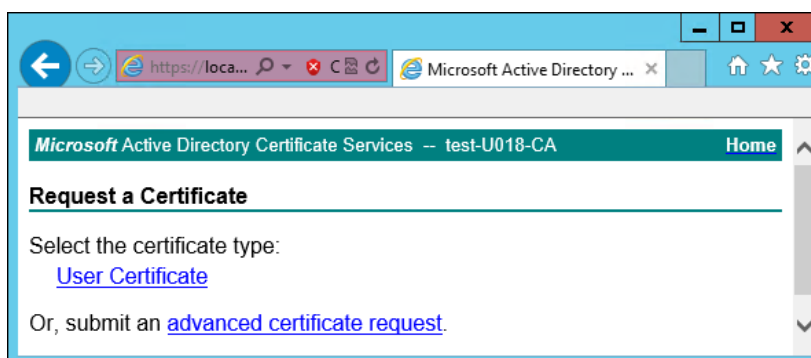 https://loca...
Microsoft Active Directory ...
Microsoft Active Directory Certificate Services -- test-U018-CA Home
Request a Certificate
Select the certificate type:
User Certificate
Or, submit an advanced certificate request.